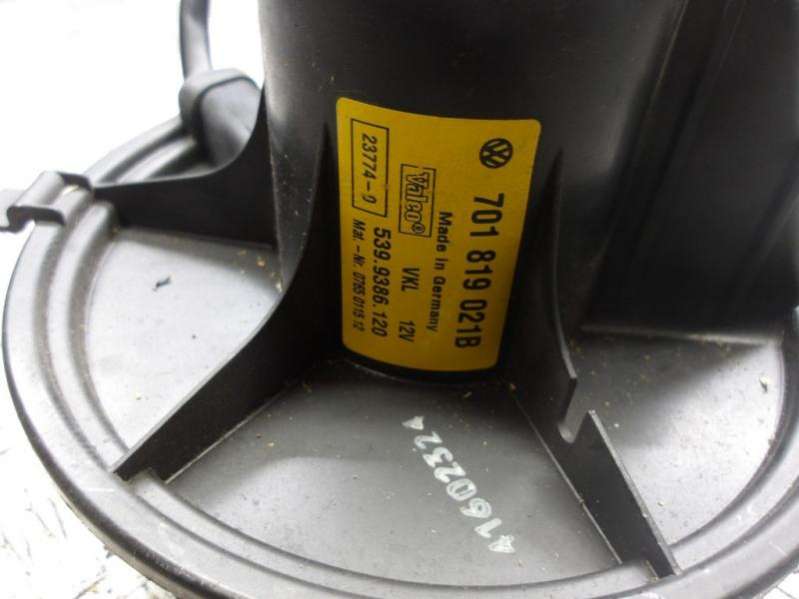 701 819 021B
Made in Germany
Valeo® VKL 12V
539.9386.120
23774-0
Mat.-Nr. 0765 0115 12
41602324